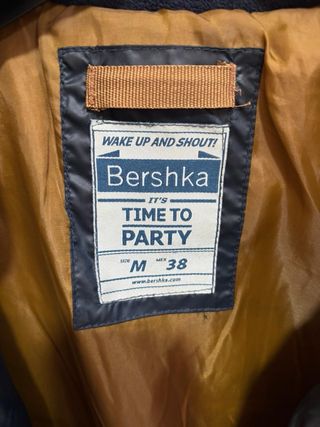 WAKE UP AND SHOUT!
Bershka
IT'S
TIME TO
PARTY
SIZE M MEX 38
www.bershka.com